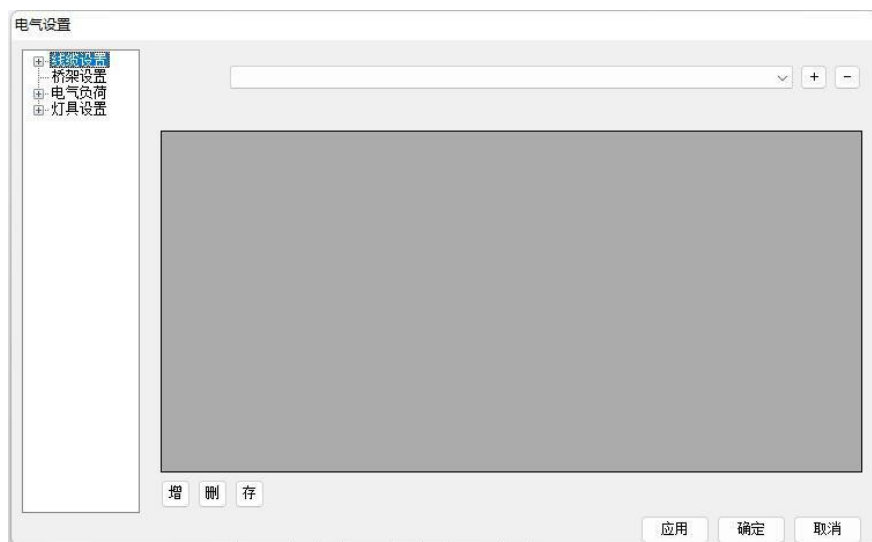 电气设置
线缆设置
桥架设置
电气负荷
灯具设置
+ −
增 删 存
应用 确定 取消